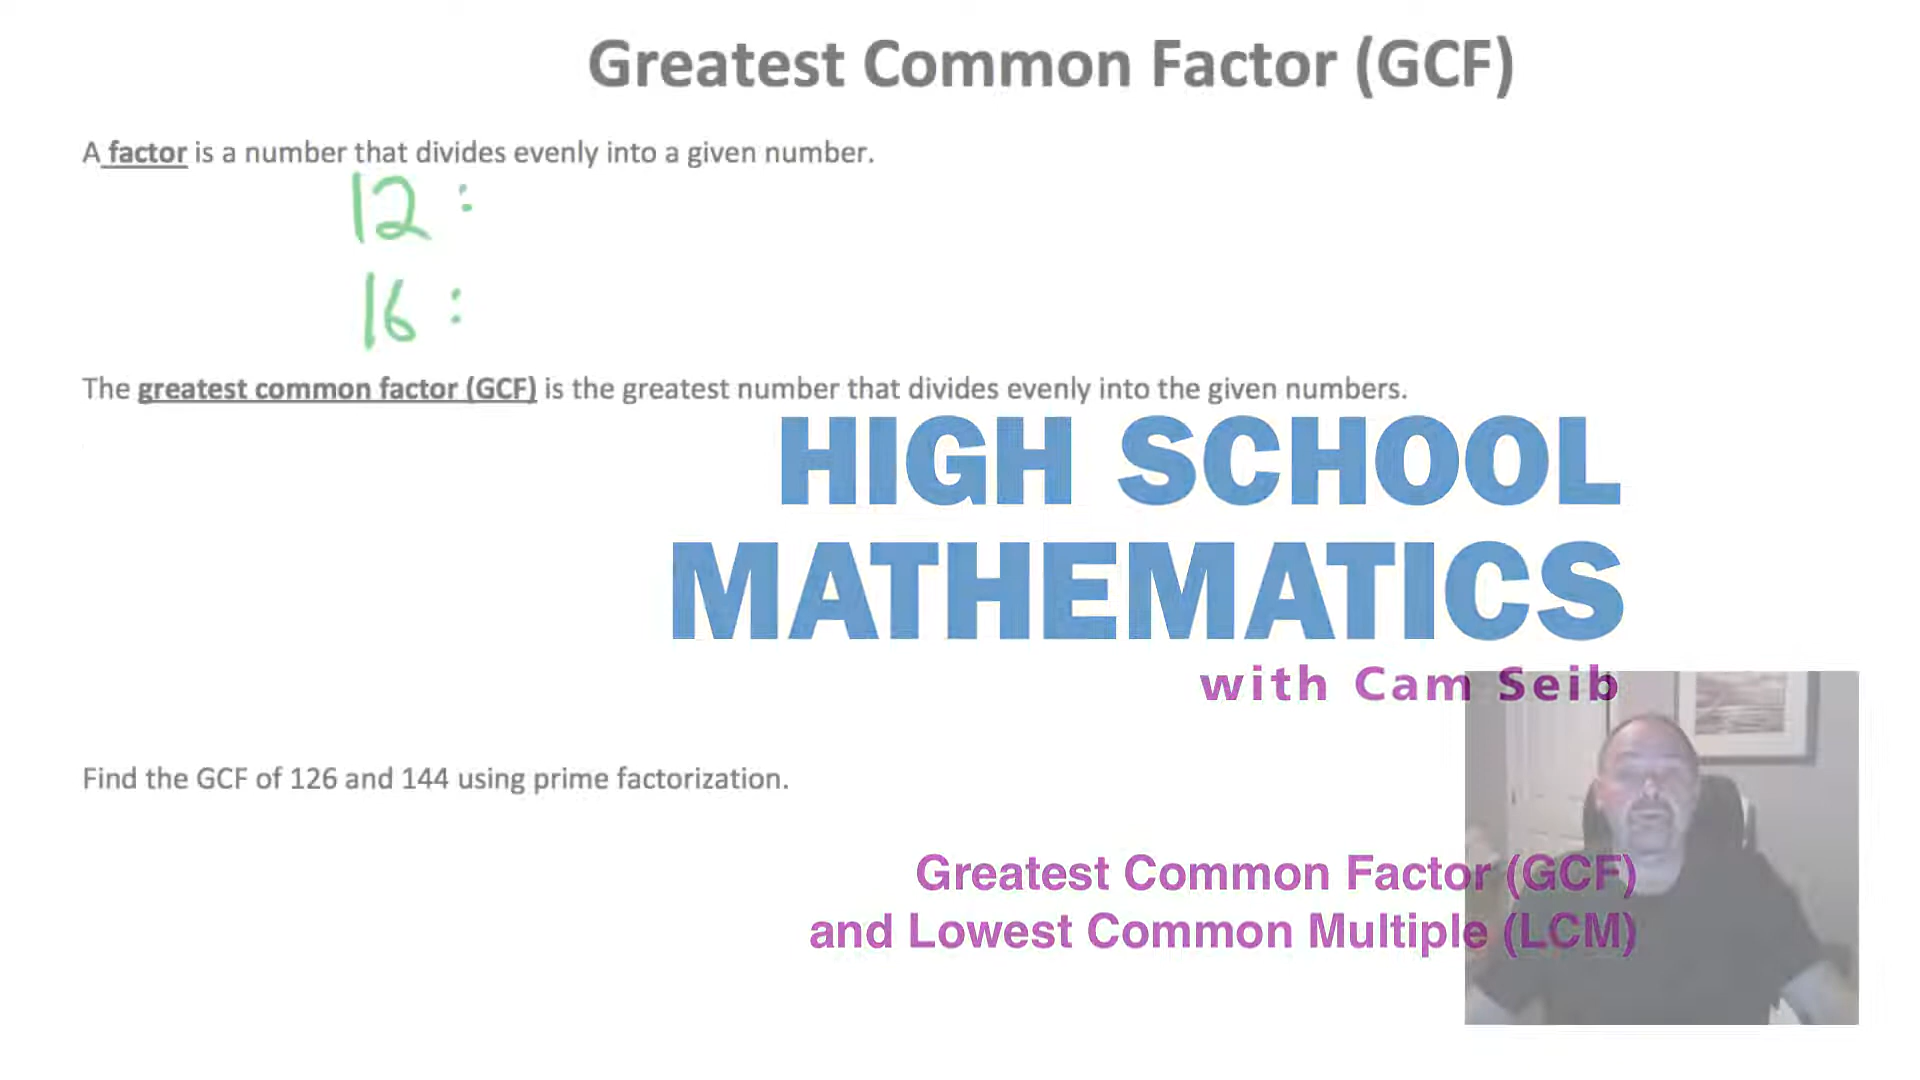 Greatest Common Factor (GCF)
A factor is a number that divides evenly into a given number.
12 :
16 :
The greatest common factor (GCF) is the greatest number that divides evenly into the given numbers.
HIGH SCHOOL
MATHEMATICS
with Cam Seib
Find the GCF of 126 and 144 using prime factorization.
Greatest Common Factor (GCF)
and Lowest Common Multiple (LCM)